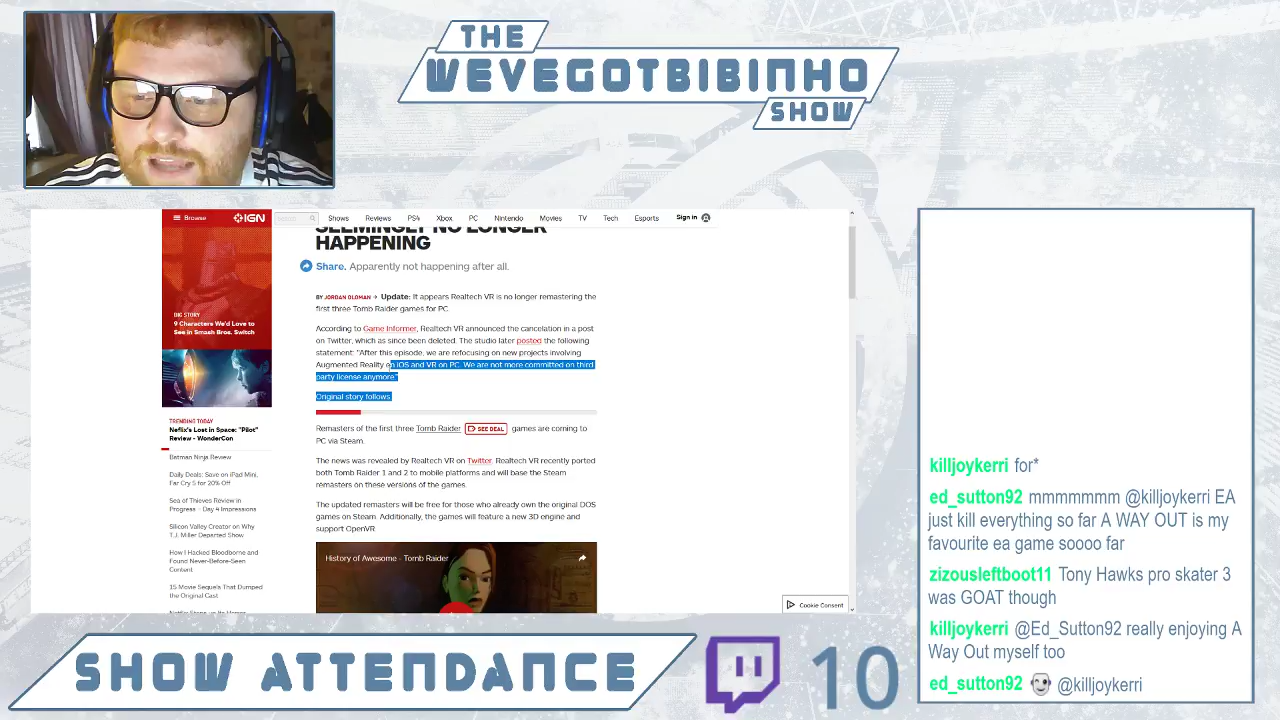 THE
WEVEGOTBIBINHO
SHOW
Browse
IGN
Shows Reviews PS4 Xbox PC Nintendo Movies TV Tech Esports Sign in
SEEMINGLY NO LONGER
HAPPENING
Share. Apparently not happening after all.
BY JORDAN OLOMAN Update: It appears Realtech VR is no longer remastering the
first three Tomb Raider games for PC.
According to Game Informer, Realtech VR announced the cancelation in a post
on Twitter, which as since been deleted. The studio later posted the following
statement: "After this episode, we are refocusing on new projects involving
Augmented Reality on iOS and VR on PC. We are not more committed on third
party license anymore."
Original story follows.
Remasters of the first three Tomb Raider SEE DEAL games are coming to
PC via Steam.
The news was revealed by Realtech VR on Twitter, Realtech VR recently ported
both Tomb Raider 1 and 2 to mobile platforms and will base the Steam
remasters on these versions of the games.
The updated remasters will be free for those who already own the original DOS
games on Steam. Additionally, the games will feature a new 3D engine and
support OpenVR.
History of Awesome - Tomb Raider
Cookie Consent
BIG STORY
9 Characters We'd Love to
See in Smash Bros. Switch
TRENDING TODAY
Neflix's Lost in Space: "Pilot"
Review - WonderCon
Batman Ninja Review
Daily Deals: Save on iPad Mini,
Far Cry 5 for 20% Off
Sea of Thieves Review in
Progress – Day 4 Impressions
Silicon Valley Creator on Why
T.J. Miller Departed Show
How I Hacked Bloodborne and
Found Never-Before-Seen
Content.
15 Movie Sequels That Dumped
the Original Cast
killjoykerri for*
ed_sutton92 mmmmmmm @killjoykerri EA
just kill everything so far A WAY OUT is my
favourite ea game soooo far
zizousleftboot11 Tony Hawks pro skater 3
was GOAT though
killjoykerri @Ed_Sutton92 really enjoying A
Way Out myself too
ed_sutton92 @killjoykerri
SHOW ATTENDANCE 10